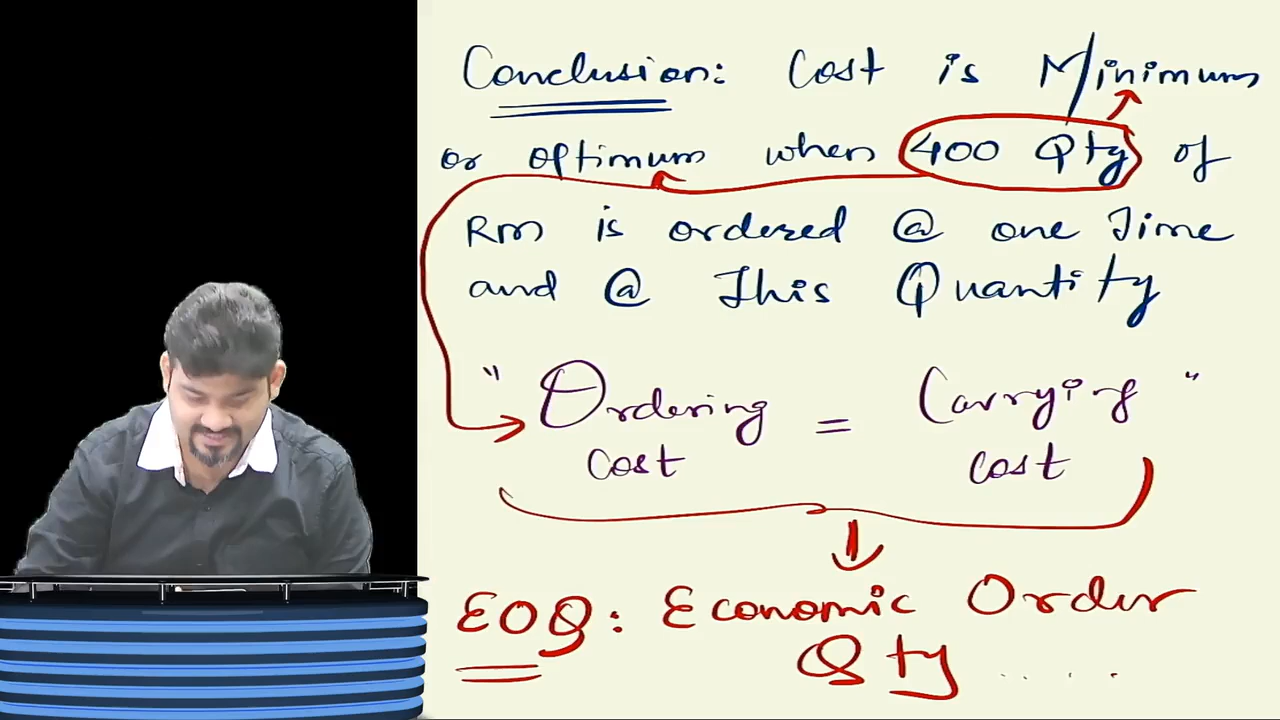 Conclusion: Cost is Minimum
or optimum when 400 Qty of
Rm is ordered @ one Time
and @ This Quantity
"Ordering cost = Carrying cost"
EOQ: Economic Order
Qty.....